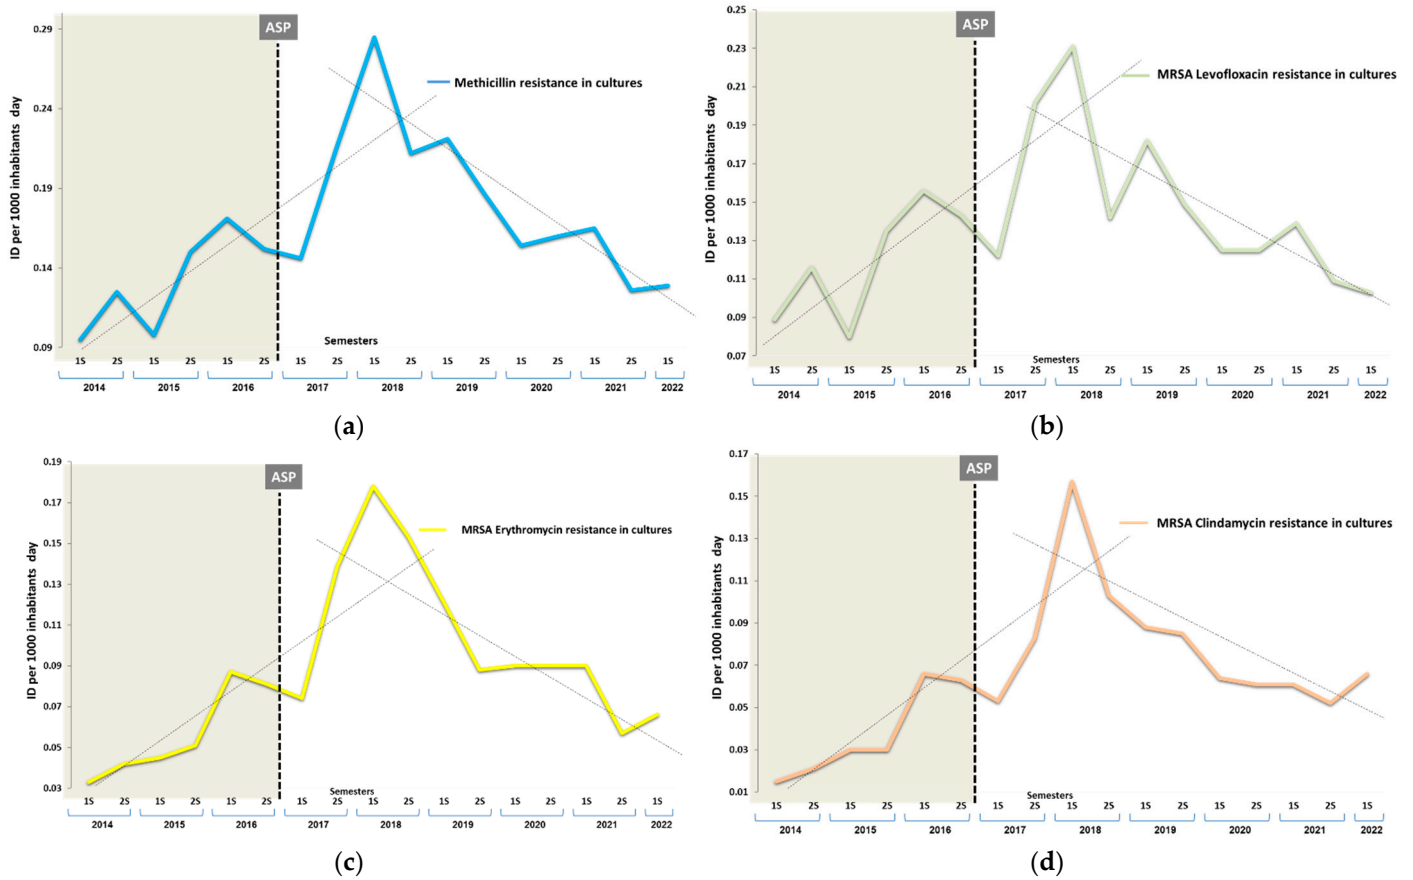 ASP
Methicillin resistance in cultures
ID per 1000 inhabitants day
0.29
0.24
0.19
0.14
0.09
Semesters
1S 2S 1S 2S 1S 2S 1S 2S 1S 2S 1S 2S 1S 2S 1S 2S 1S
2014 2015 2016 2017 2018 2019 2020 2021 2022
(a)
ASP
MRSA Levofloxacin resistance in cultures
ID per 1000 inhabitants day
0.25
0.23
0.21
0.19
0.17
0.15
0.13
0.11
0.09
0.07
Semesters
1S 2S 1S 2S 1S 2S 1S 2S 1S 2S 1S 2S 1S 2S 1S 2S 1S
2014 2015 2016 2017 2018 2019 2020 2021 2022
(b)
ASP
MRSA Erythromycin resistance in cultures
ID per 1000 inhabitants day
0.19
0.17
0.15
0.13
0.11
0.09
0.07
0.05
0.03
Semesters
1S 2S 1S 2S 1S 2S 1S 2S 1S 2S 1S 2S 1S 2S 1S 2S 1S
2014 2015 2016 2017 2018 2019 2020 2021 2022
(c)
ASP
MRSA Clindamycin resistance in cultures
ID per 1000 inhabitants day
0.17
0.15
0.13
0.11
0.09
0.07
0.05
0.03
0.01
Semesters
1S 2S 1S 2S 1S 2S 1S 2S 1S 2S 1S 2S 1S 2S 1S 2S 1S
2014 2015 2016 2017 2018 2019 2020 2021 2022
(d)